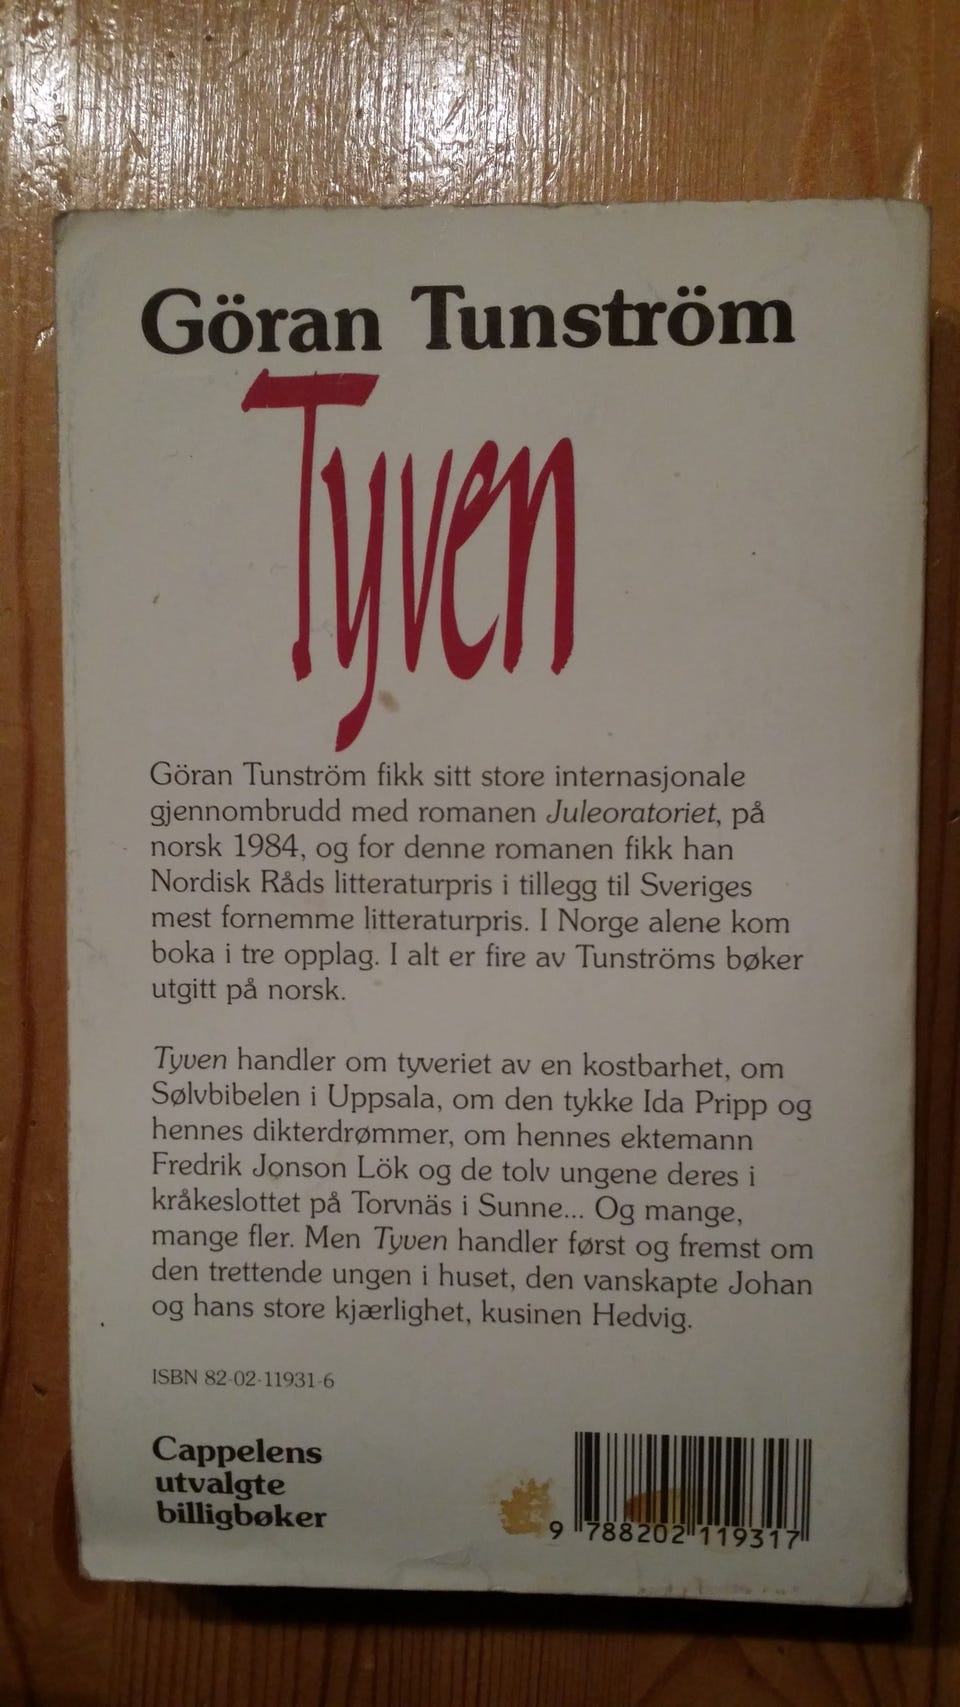 Göran Tunström
Tyven
Göran Tunström fikk sitt store internasjonale
gjennombrudd med romanen Juleoratoriet, på
norsk 1984, og for denne romanen fikk han
Nordisk Råds litteraturpris i tillegg til Sveriges
mest fornemme litteraturpris. I Norge alene kom
boka i tre opplag. I alt er fire av Tunströms bøker
utgitt på norsk.
Tyven handler om tyveriet av en kostbarhet, om
Sølvbibelen i Uppsala, om den tykke Ida Pripp og
hennes dikterdrømmer, om hennes ektemann
Fredrik Jonson Lök og de tolv ungene deres i
kråkeslottet på Torvnäs i Sunne... Og mange,
mange fler. Men Tyven handler først og fremst om
den trettende ungen i huset, den vanskapte Johan
og hans store kjærlighet, kusinen Hedvig.
ISBN 82-02-11931-6
Cappelens
utvalgte
billigbøker
9 788202 119317